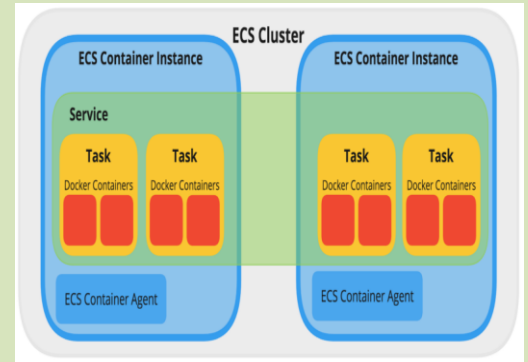 ECS Cluster
ECS Container Instance
ECS Container Instance
Service
Task
Task
Task
Task
Docker Containers
Docker Containers
Docker Containers
Docker Containers
ECS Container Agent
ECS Container Agent